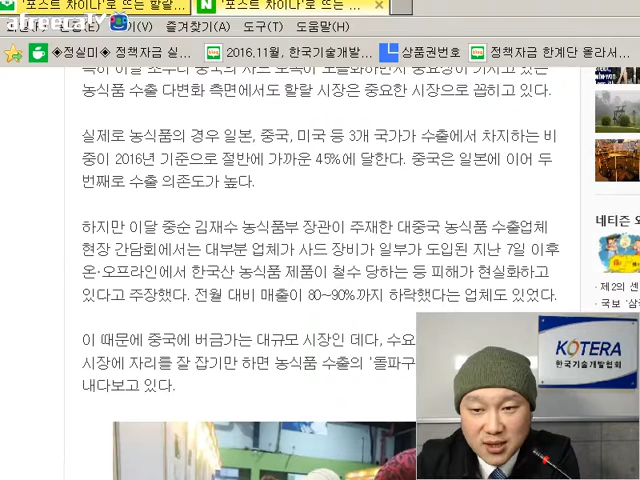 '포스트 차이나'로 뜨는 할랄...
'포스트 차이나'로 뜨는 ...
afreecaTV
즐겨찾기(A) 도구(T) 도움말(H)
◈정실미◈ 정책자금 실...
2016.11월, 한국기술개발...
상품권번호
정책자금 한계단 올라서...
농식품 수출 다변화 측면에서도 할랄 시장은 중요한 시장으로 꼽히고 있다.
실제로 농식품의 경우 일본, 중국, 미국 등 3개 국가가 수출에서 차지하는 비
중이 2016년 기준으로 절반에 가까운 45%에 달한다. 중국은 일본에 이어 두
번째로 수출 의존도가 높다.
하지만 이달 중순 김재수 농식품부 장관이 주재한 대중국 농식품 수출업체
현장 간담회에서는 대부분 업체가 사드 장비가 일부가 도입된 지난 7일 이후
온·오프라인에서 한국산 농식품 제품이 철수 당하는 등 피해가 현실화하고
있다고 주장했다. 전월 대비 매출이 80~90%까지 하락했다는 업체도 있었다.
이 때문에 중국에 버금가는 대규모 시장인 데다, 수요
시장에 자리를 잘 잡기만 하면 농식품 수출의 '돌파구
내다보고 있다.
네티즌 오
· 제2의 센
· 국보 '삼
KOTERA
한국기술개발협회